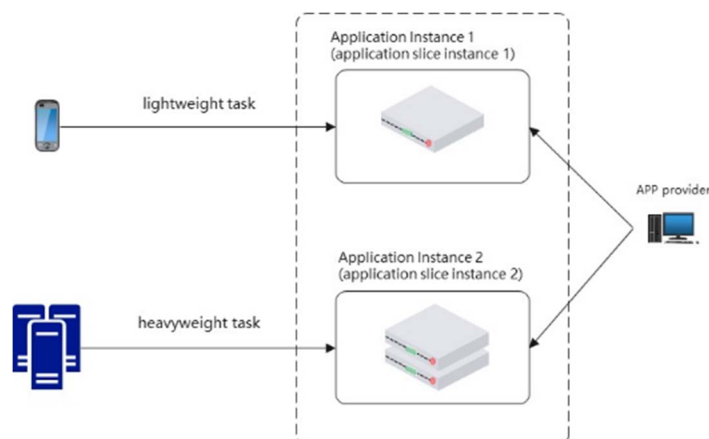 Application Instance 1
(application slice instance 1)
lightweight task
APP provider
Application Instance 2
(application slice instance 2)
heavyweight task